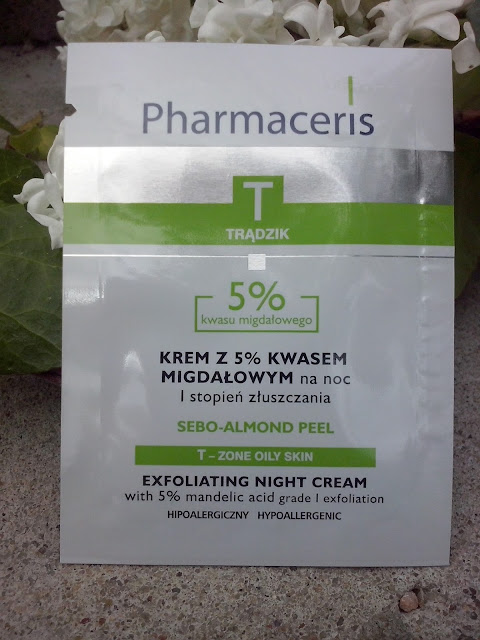 Pharmaceris
T
TRĄDZIK
5%
kwasu migdałowego
KREM Z 5% KWASEM
MIGDAŁOWYM na noc
I stopień złuszczania
SEBO-ALMOND PEEL
T – ZONE OILY SKIN
EXFOLIATING NIGHT CREAM
with 5% mandelic acid grade I exfoliation
HIPOALERGICZNY HYPOALLERGENIC